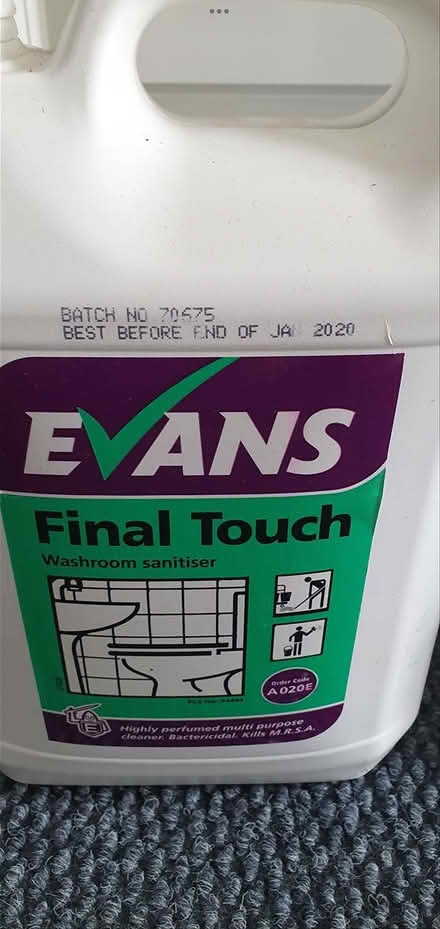 BATCH NO 70675
BEST BEFORE END OF JAN 2020
EVANS
Final Touch
Washroom sanitiser
Order Code
A020E
Highly perfumed multi purpose
cleaner. Bactericidal. Kills M.R.S.A.